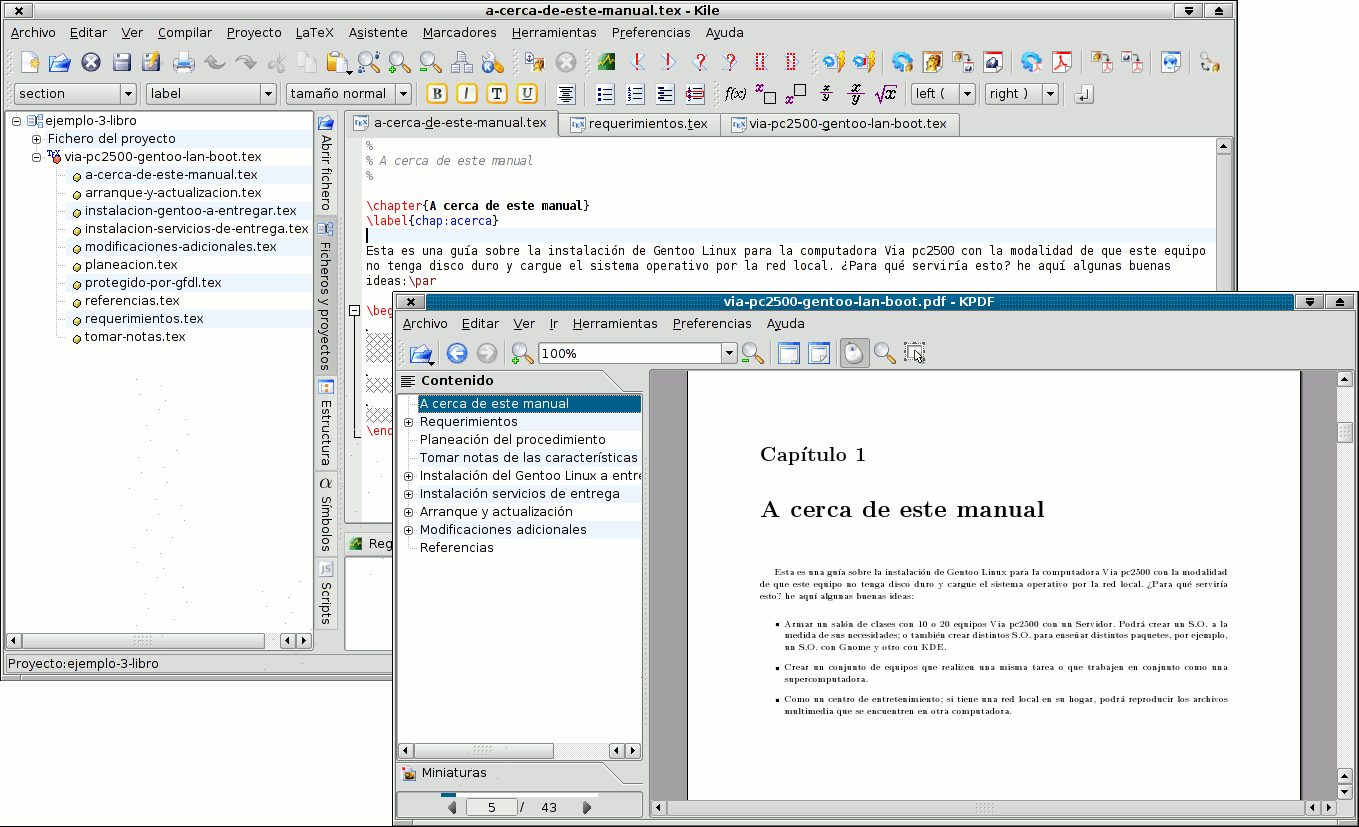 a-cerca-de-este-manual.tex - Kile
Archivo Editar Ver Compilar Proyecto LaTeX Asistente Marcadores Herramientas Preferencias Ayuda
section label tamaño normal B I T U f(x) left ( right )
ejemplo-3-libro
Fichero del proyecto
via-pc2500-gentoo-lan-boot.tex
a-cerca-de-este-manual.tex
arranque-y-actualizacion.tex
instalacion-gentoo-a-entregar.tex
instalacion-servicios-de-entrega.tex
modificaciones-adicionales.tex
planeacion.tex
protegido-por-gfdl.tex
referencias.tex
requerimientos.tex
tomar-notas.tex
Abrir fichero
Ficheros y proyectos
Estructura
Símbolos
Scripts
a-cerca-de-este-manual.tex requerimientos.tex via-pc2500-gentoo-lan-boot.tex
%
% A cerca de este manual
%
\chapter{A cerca de este manual}
\label{chap:acerca}
Esta es una guía sobre la instalación de Gentoo Linux para la computadora Via pc2500 con la modalidad de que este equipo
no tenga disco duro y cargue el sistema operativo por la red local. ¿Para qué serviría esto? he aquí algunas buenas
ideas:\par
\beg
\end
Reg
Proyecto:ejemplo-3-libro
via-pc2500-gentoo-lan-boot.pdf - KPDF
Archivo Editar Ver Ir Herramientas Preferencias Ayuda
100%
Contenido
A cerca de este manual
Requerimientos
Planeación del procedimiento
Tomar notas de las características
Instalación del Gentoo Linux a entre
Instalación servicios de entrega
Arranque y actualización
Modificaciones adicionales
Referencias
Miniaturas
5 / 43
Capítulo 1
A cerca de este manual
Esta es una guía sobre la instalación de Gentoo Linux para la computadora Via pc2500 con la modalidad
de que este equipo no tenga disco duro y cargue el sistema operativo por la red local. ¿Para qué serviría
esto? he aquí algunas buenas ideas:
▪ Armar un salón de clases con 10 o 20 equipos Via pc2500 con un Servidor. Podrá crear un S.O. a la
medida de sus necesidades; o también crear distintos S.O. para enseñar distintos paquetes, por ejemplo,
un S.O. con Gnome y otro con KDE.
▪ Crear un conjunto de equipos que realizen una misma tarea o que trabajen en conjunto como una
supercomputadora.
▪ Como un centro de entretenimiento; si tiene una red local en su hogar, podrá reproducir los archivos
multimedia que se encuentren en otra computadora.